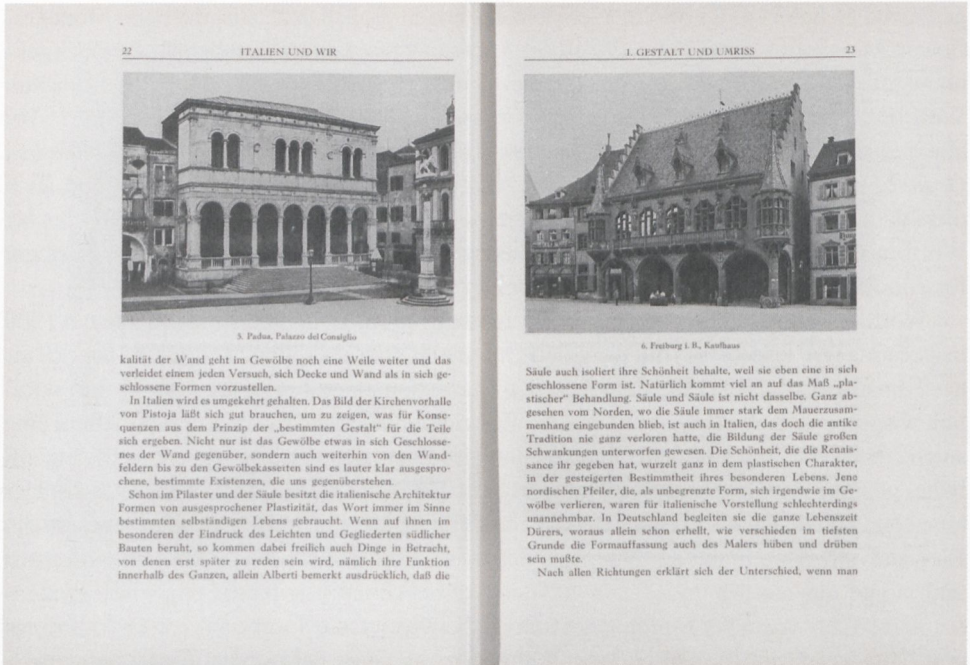 22
ITALIEN UND WIR
5. Padua, Palazzo del Consiglio
kalität der Wand geht im Gewölbe noch eine Weile weiter und das
verleidet einem jeden Versuch, sich Decke und Wand als in sich ge-
schlossene Formen vorzustellen.
In Italien wird es umgekehrt gehalten. Das Bild der Kirchenvorhalle
von Pistoja läßt sich gut brauchen, um zu zeigen, was für Konse-
quenzen aus dem Prinzip der „bestimmten Gestalt“ für die Teile
sich ergeben. Nicht nur ist das Gewölbe etwas in sich Geschlosse-
nes der Wand gegenüber, sondern auch weiterhin von den Wand-
feldern bis zu den Gewölbekassetten sind es lauter klar ausgespro-
chene, bestimmte Existenzen, die uns gegenüberstehen.
Schon im Pilaster und der Säule besitzt die italienische Architektur
Formen von ausgesprochener Plastizität, das Wort immer im Sinne
bestimmten selbständigen Lebens gebraucht. Wenn auf ihnen im
besonderen der Eindruck des Leichten und Gegliederten südlicher
Bauten beruht, so kommen dabei freilich auch Dinge in Betracht,
von denen erst später zu reden sein wird, nämlich ihre Funktion
innerhalb des Ganzen, allein Alberti bemerkt ausdrücklich, daß die
I. GESTALT UND UMRISS
23
6. Freiburg i. B., Kaufhaus
Säule auch isoliert ihre Schönheit behalte, weil sie eben eine in sich
geschlossene Form ist. Natürlich kommt viel an auf das Maß „pla-
stischer“ Behandlung. Säule und Säule ist nicht dasselbe. Ganz ab-
gesehen vom Norden, wo die Säule immer stark dem Mauerzusam-
menhang eingebunden blieb, ist auch in Italien, das doch die antike
Tradition nie ganz verloren hatte, die Bildung der Säule großen
Schwankungen unterworfen gewesen. Die Schönheit, die die Renais-
sance ihr gegeben hat, wurzelt ganz in dem plastischen Charakter,
in der gesteigerten Bestimmtheit ihres besonderen Lebens. Jene
nordischen Pfeiler, die, als unbegrenzte Form, sich irgendwie im Ge-
wölbe verlieren, waren für italienische Vorstellung schlechterdings
unannehmbar. In Deutschland begleiten sie die ganze Lebenszeit
Dürers, woraus allein schon erhellt, wie verschieden im tiefsten
Grunde die Formauffassung auch des Malers hüben und drüben
sein mußte.
Nach allen Richtungen erklärt sich der Unterschied, wenn man